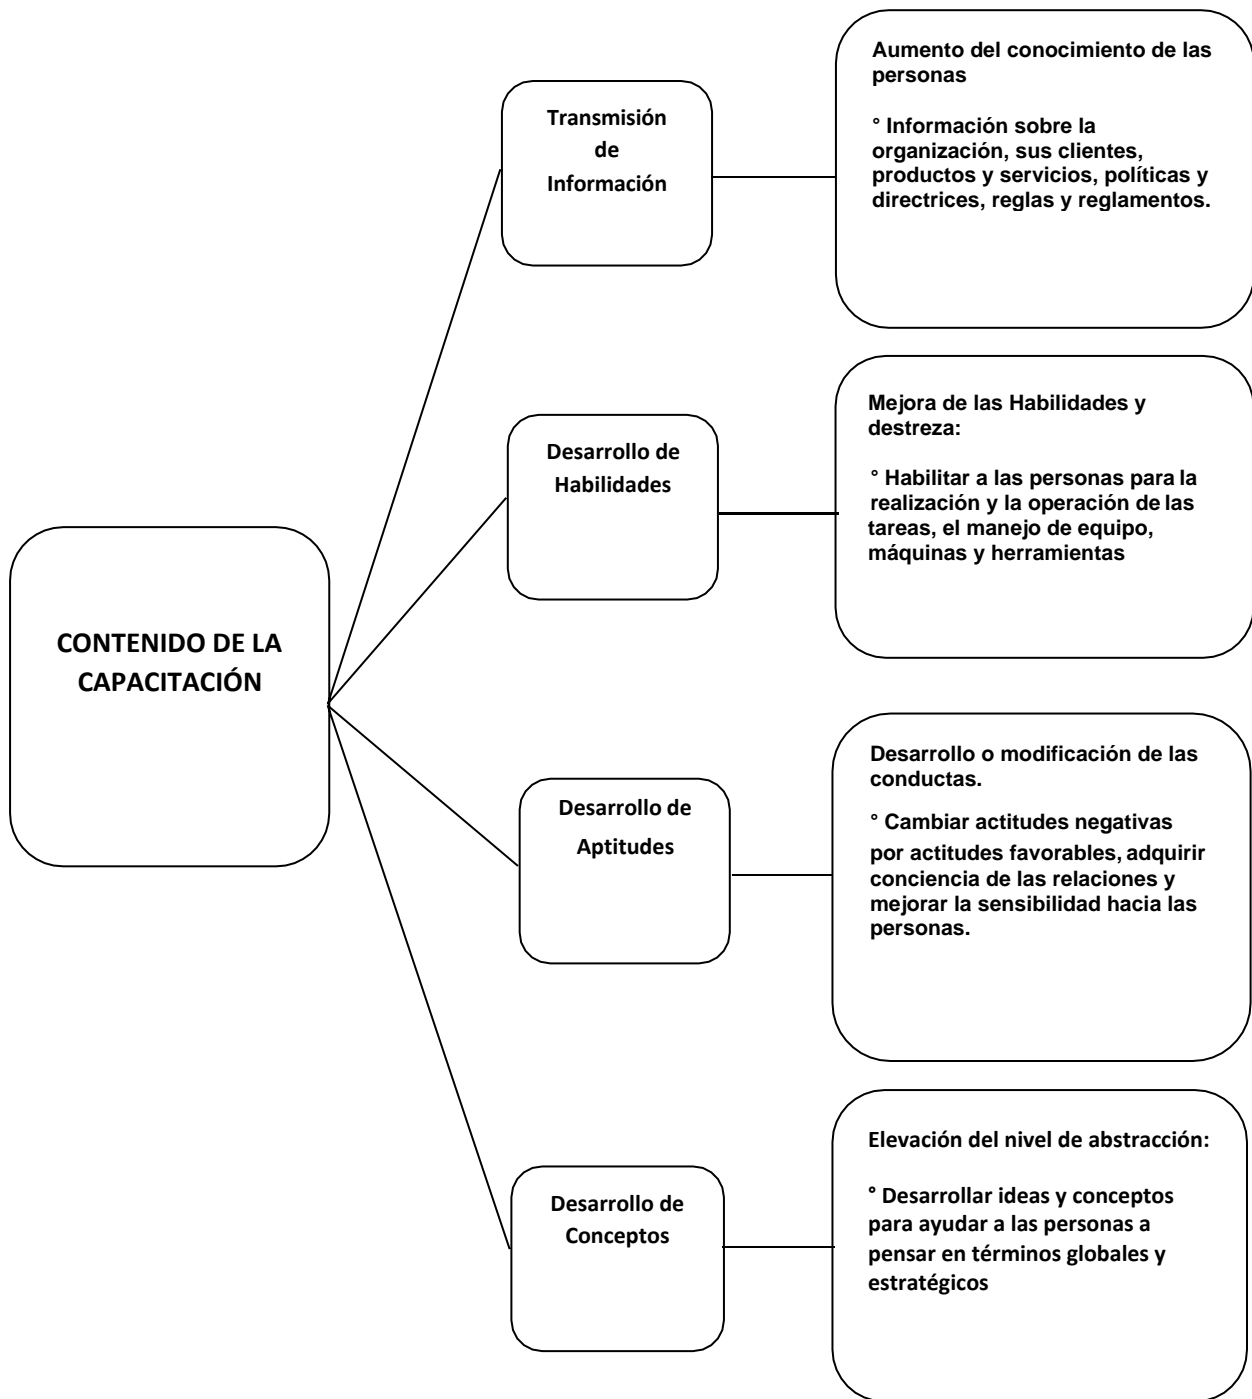 Aumento del conocimiento de las
personas
° Información sobre la
organización, sus clientes,
productos y servicios, políticas y
directrices, reglas y reglamentos.
Transmisión
de
Información
Mejora de las Habilidades y
destreza:
° Habilitar a las personas para la
realización y la operación de las
tareas, el manejo de equipo,
máquinas y herramientas
Desarrollo de
Habilidades
CONTENIDO DE LA
CAPACITACIÓN
Desarrollo o modificación de las
conductas.
° Cambiar actitudes negativas
por actitudes favorables, adquirir
conciencia de las relaciones y
mejorar la sensibilidad hacia las
personas.
Desarrollo de
Aptitudes
Elevación del nivel de abstracción:
° Desarrollar ideas y conceptos
para ayudar a las personas a
pensar en términos globales y
estratégicos
Desarrollo de
Conceptos